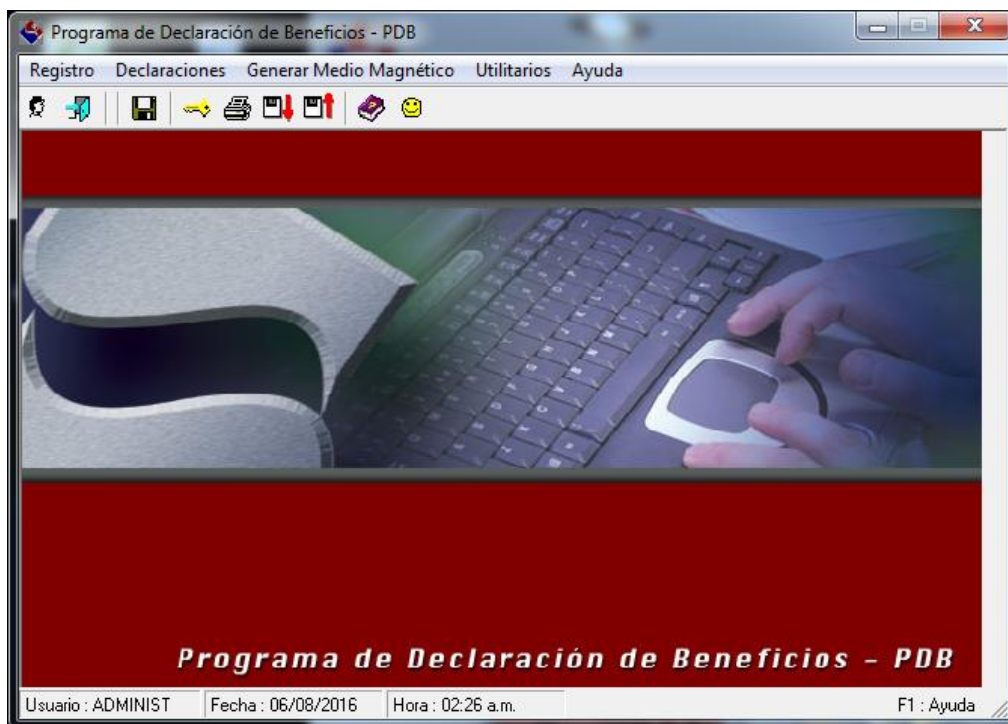 Programa de Declaración de Beneficios - PDB
Registro Declaraciones Generar Medio Magnético Utilitarios Ayuda
Programa de Declaración de Beneficios - PDB
Usuario : ADMINIST Fecha : 06/08/2016 Hora : 02:26 a.m. F1 : Ayuda